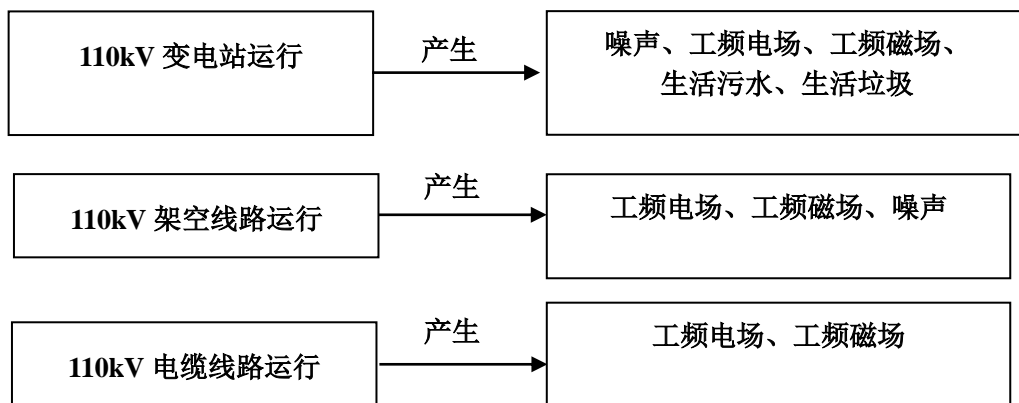 110kV 变电站运行
产生
噪声、工频电场、工频磁场、
生活污水、生活垃圾
110kV 架空线路运行
产生
工频电场、工频磁场、噪声
110kV 电缆线路运行
产生
工频电场、工频磁场